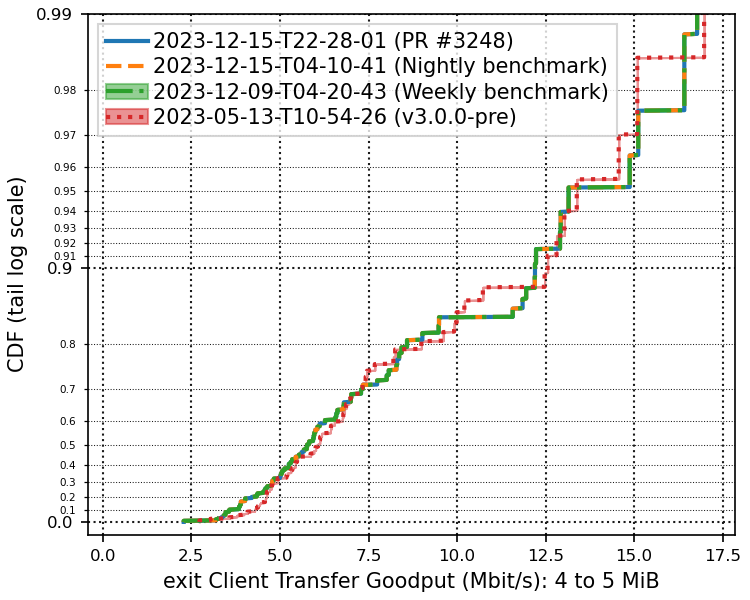 0.99
2023-12-15-T22-28-01 (PR #3248)
2023-12-15-T04-10-41 (Nightly benchmark)
2023-12-09-T04-20-43 (Weekly benchmark)
2023-05-13-T10-54-26 (v3.0.0-pre)
0.98
0.97
0.96
0.95
0.94
0.93
0.92
0.91
0.9
0.8
0.7
0.6
0.5
0.4
0.3
0.2
0.1
0.0
CDF (tail log scale)
0.0 2.5 5.0 7.5 10.0 12.5 15.0 17.5
exit Client Transfer Goodput (Mbit/s): 4 to 5 MiB